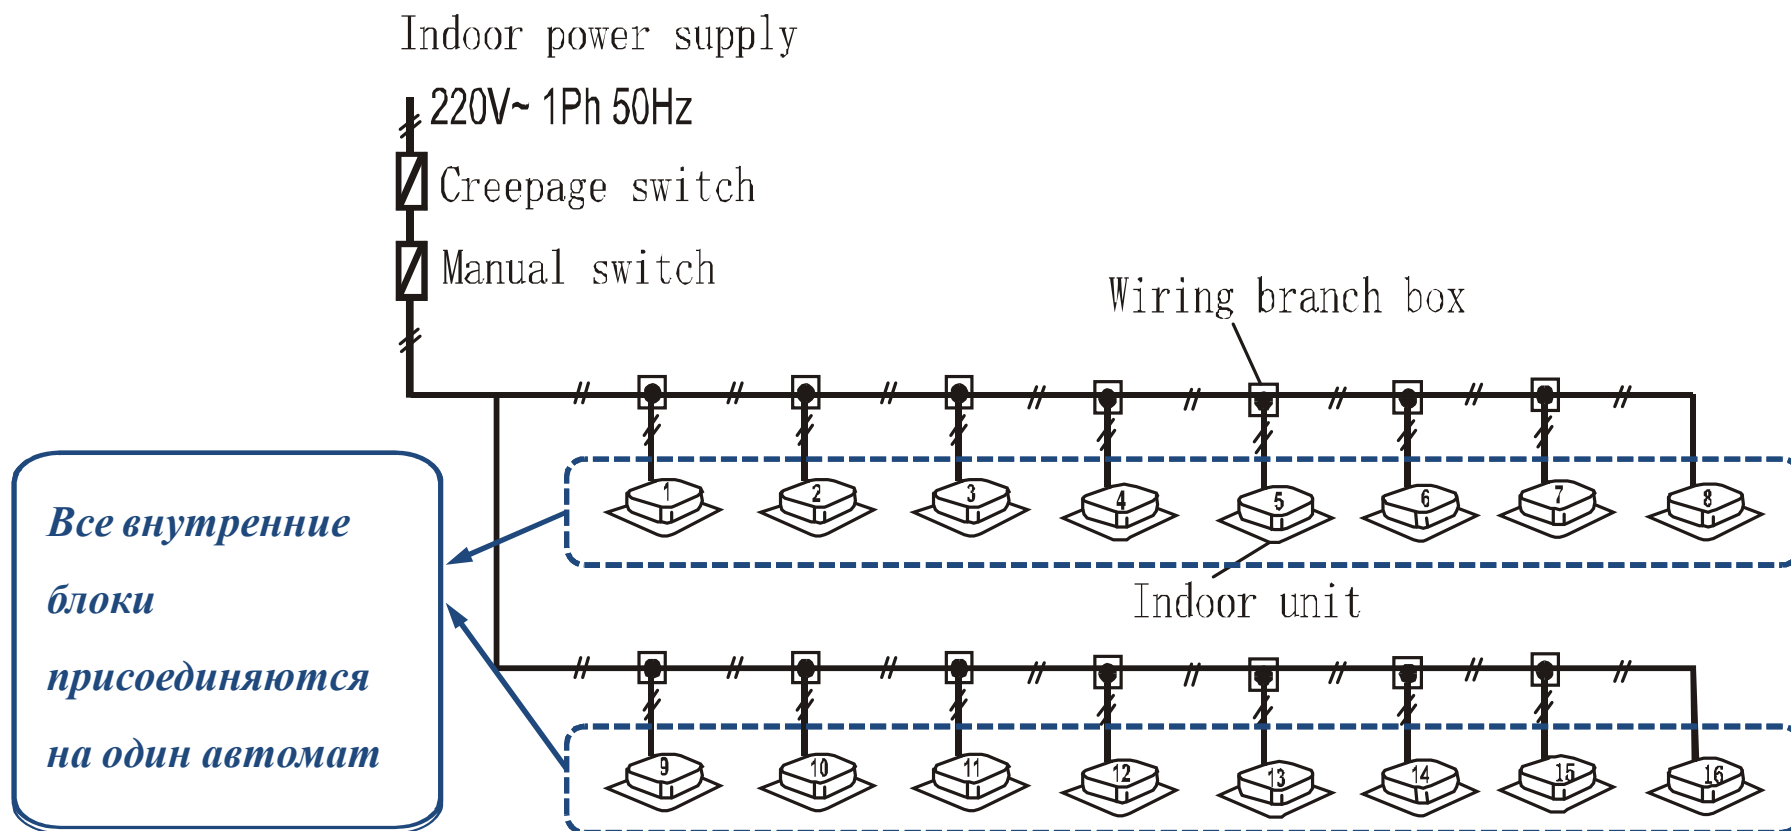 Indoor power supply
220V~ 1Ph 50Hz
Creepage switch
Manual switch
Wiring branch box
1 2 3 4 5 6 7 8
Indoor unit
Все внутренние
блоки
присоединяются
на один автомат
9 10 11 12 13 14 15 16